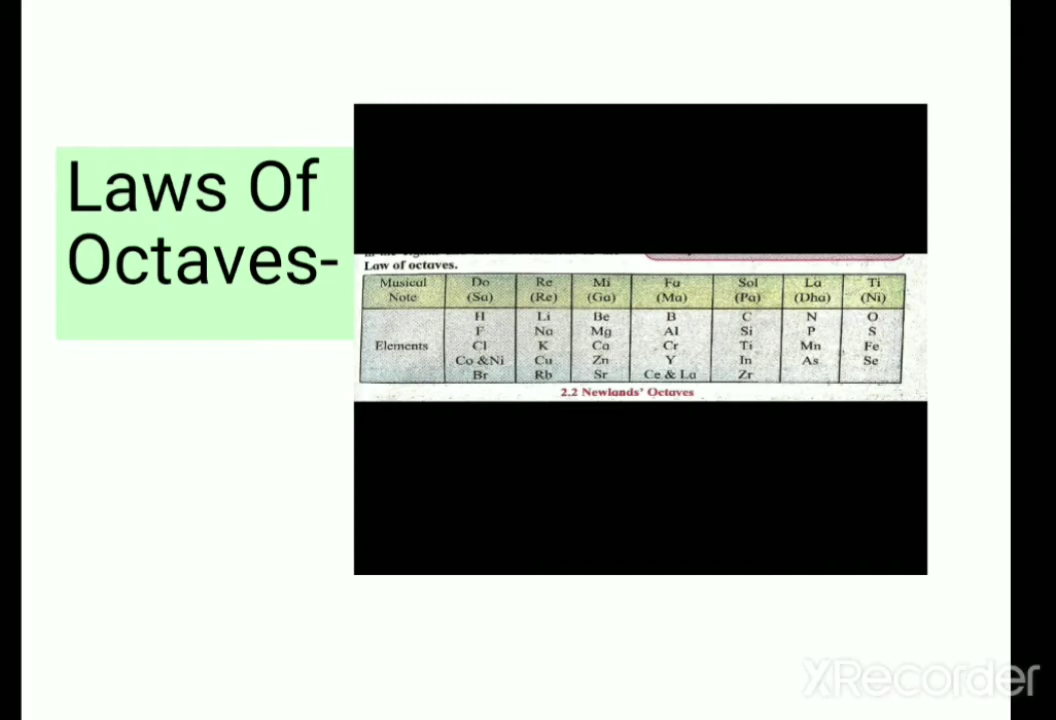 Laws Of
Octaves-
Law of octaves.
Musical Note Do (Sa) Re (Re) Mi (Ga) Fa (Ma) Sol (Pa) La (Dha) Ti (Ni)
Elements
H Li Be B C N O
F Na Mg Al Si P S
Cl K Ca Cr Ti Mn Fe
Co &Ni Cu Zn Y In As Se
Br Rb Sr Ce & La Zr
2.2 Newlands' Octaves
XRecorder